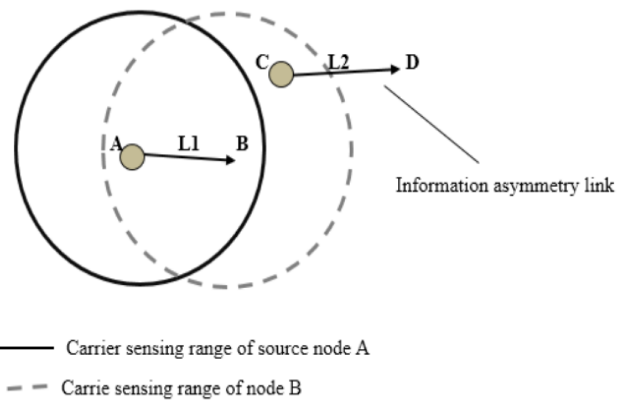 C L2 D
A L1 B
Information asymmetry link
Carrier sensing range of source node A
Carrie sensing range of node B